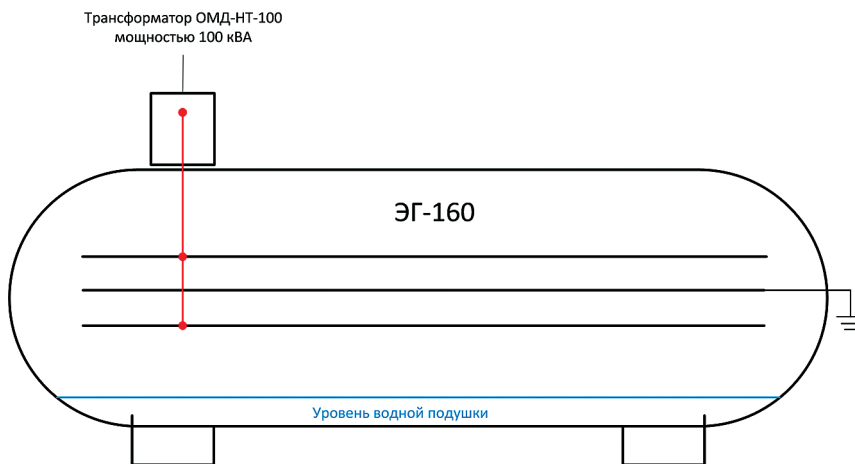 Трансформатор ОМД-НТ-100
мощностью 100 кВА
ЭГ-160
Уровень водной подушки